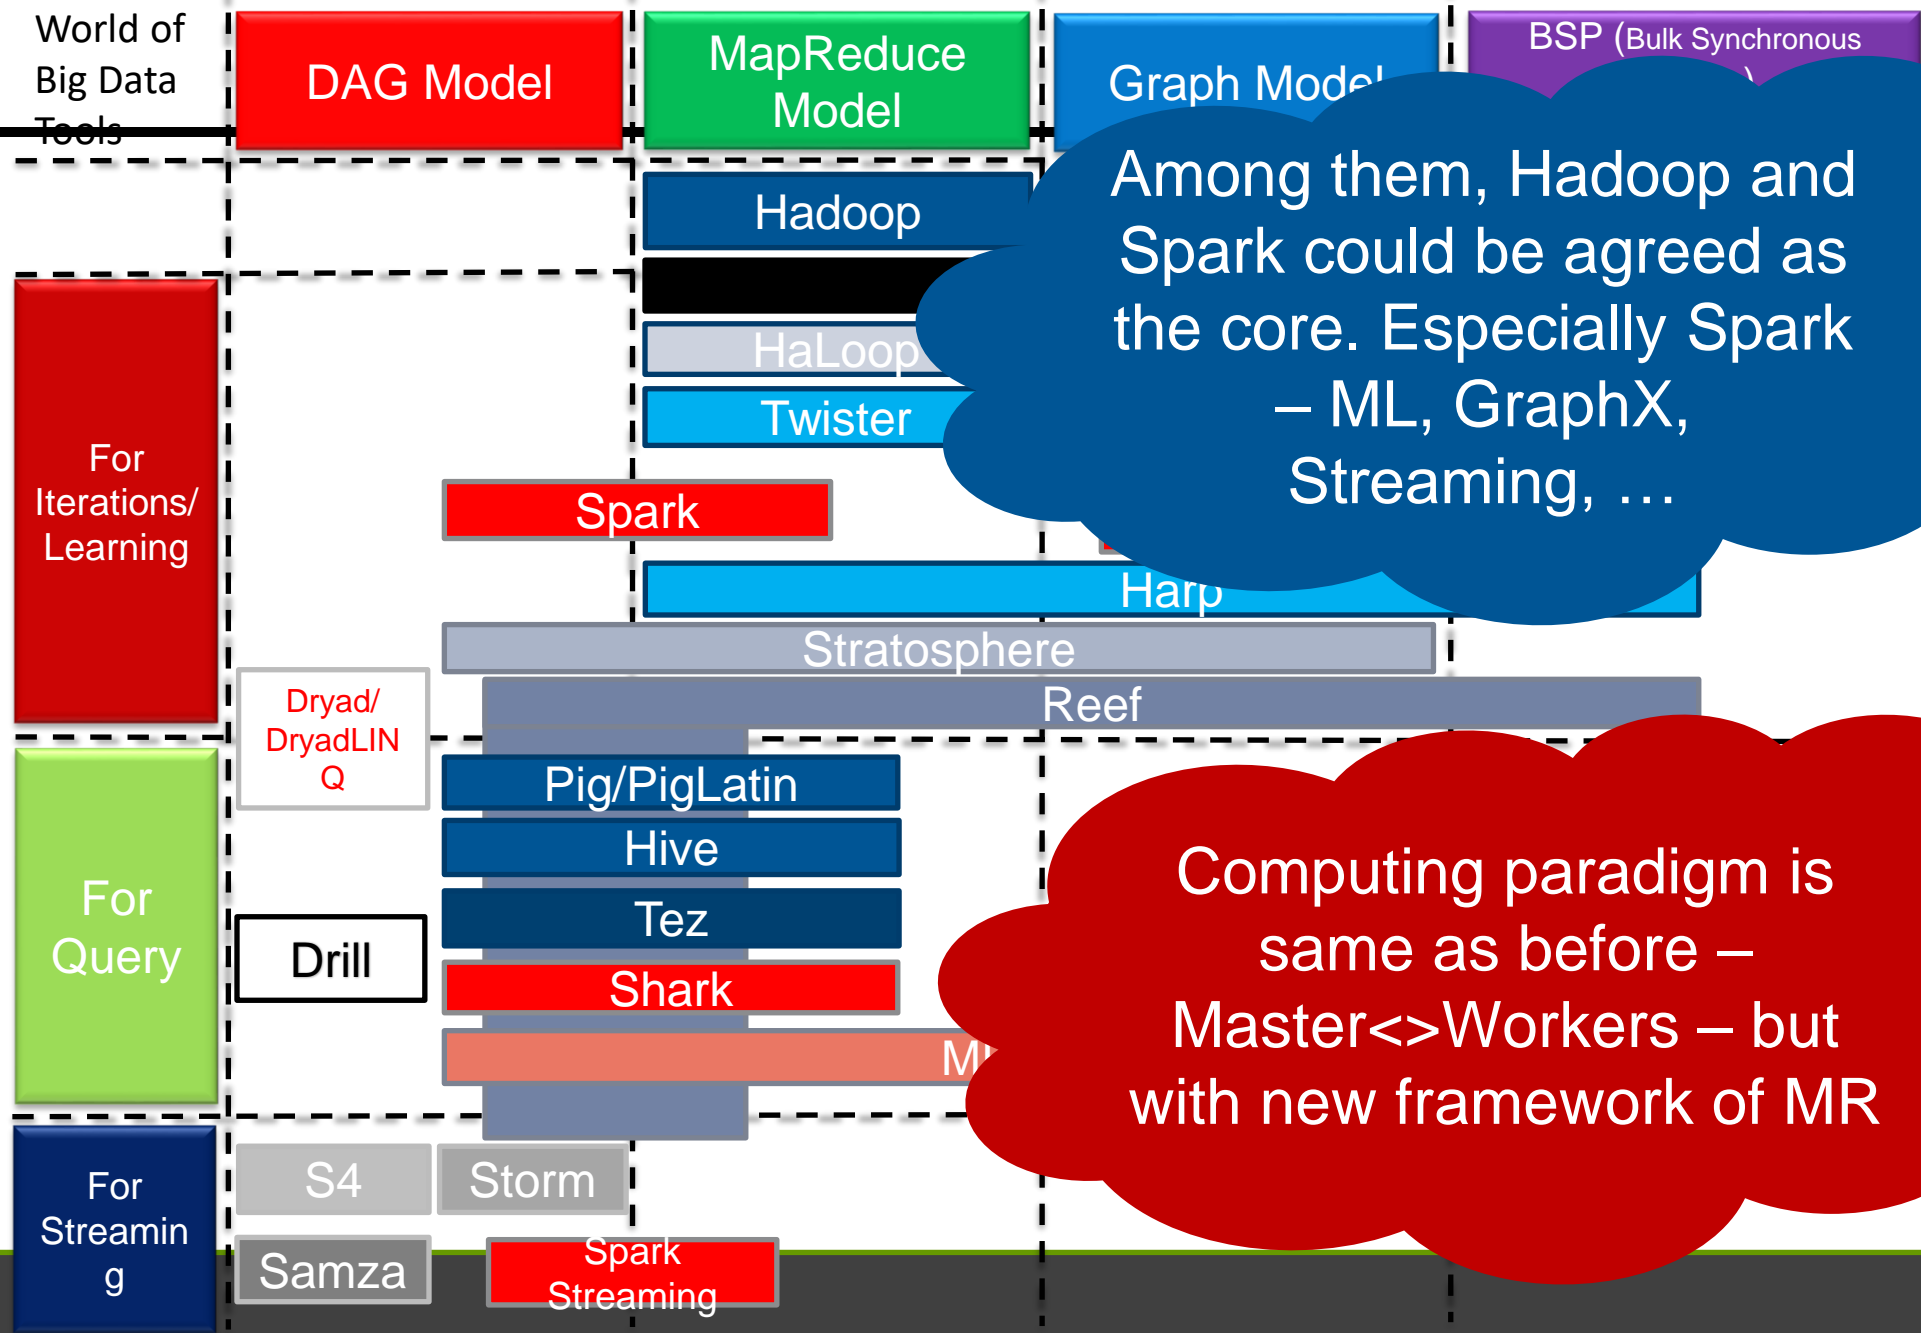 World of
Big Data
Tools
DAG Model
MapReduce
Model
Graph Model
BSP (Bulk Synchronous
Hadoop
HaLoop
Twister
Spark
Harp
Stratosphere
Reef
For
Iterations/
Learning
Dryad/
DryadLIN
Q
Pig/PigLatin
Hive
Tez
Shark
For
Query
Drill
For
Streamin
g
S4
Storm
Samza
Spark
Streaming
Among them, Hadoop and
Spark could be agreed as
the core. Especially Spark
– ML, GraphX,
Streaming, …
Computing paradigm is
same as before –
Master<>Workers – but
with new framework of MR